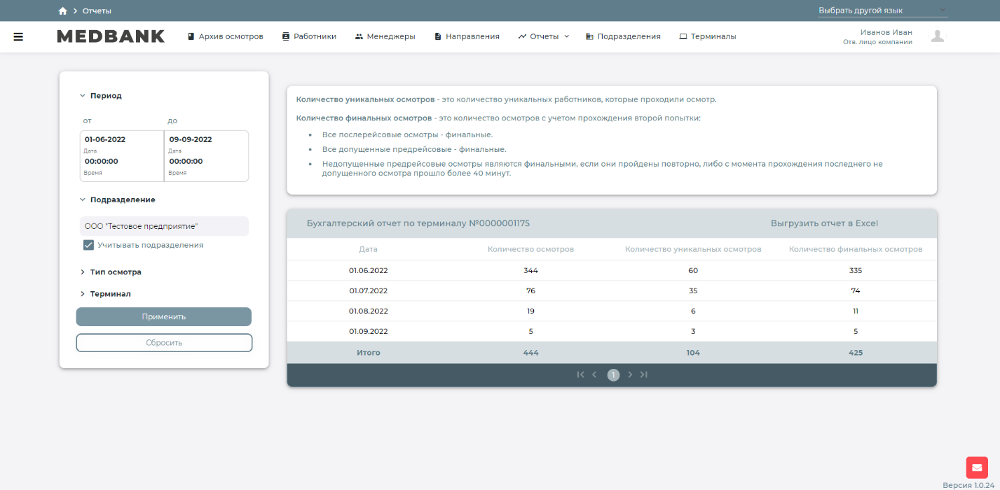 Отчеты
Выбрать другой язык
MEDBANK
Архив осмотров
Работники
Менеджеры
Направления
Отчеты
Подразделения
Терминалы
Иванов Иван
Отв. лицо компании
Период
от до
01-06-2022 09-09-2022
Дата Дата
00:00:00 00:00:00
Время Время
Подразделение
ООО "Тестовое предприятие"
Учитывать подразделения
Тип осмотра
Терминал
Применить
Сбросить
Количество уникальных осмотров - это количество уникальных работников, которые проходили осмотр.
Количество финальных осмотров - это количество осмотров с учетом прохождения второй попытки:
• Все послерейсовые осмотры - финальные.
• Все допущенные предрейсовые - финальные.
• Недопущенные предрейсовые осмотры являются финальными, если они пройдены повторно, либо с момента прохождения последнего не
допущенного осмотра прошло более 40 минут.
Бухгалтерский отчет по терминалу №0000001175 Выгрузить отчет в Excel
Дата Количество осмотров Количество уникальных осмотров Количество финальных осмотров
01.06.2022 344 60 335
01.07.2022 76 35 74
01.08.2022 19 6 11
01.09.2022 5 3 5
Итого 444 104 425
1
Версия 1.0.24